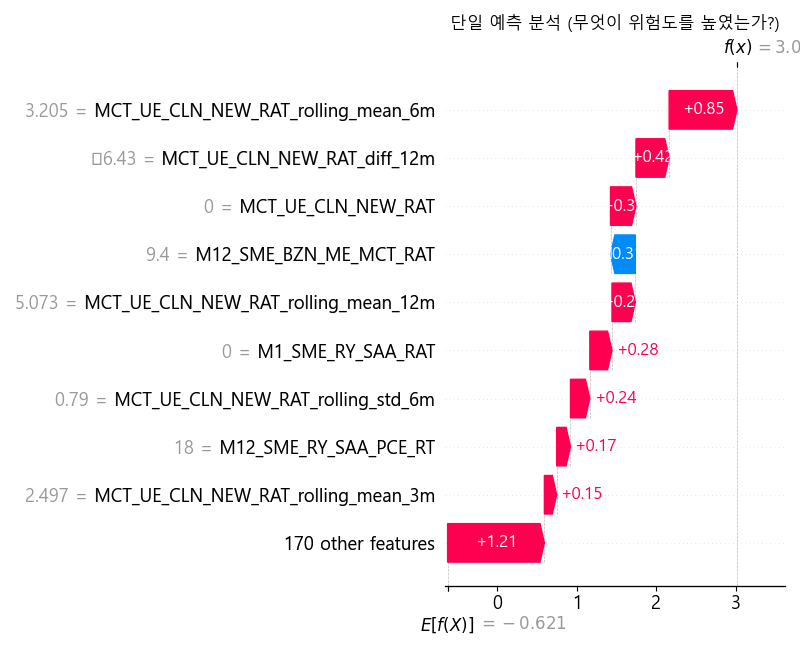 단일 예측 분석 (무엇이 위험도를 높였는가?)
f(x) = 3.0
3.205 = MCT_UE_CLN_NEW_RAT_rolling_mean_6m
+0.85
□6.43 = MCT_UE_CLN_NEW_RAT_diff_12m
+0.42
0 = MCT_UE_CLN_NEW_RAT
0.3
9.4 = M12_SME_BZN_ME_MCT_RAT
0.3
5.073 = MCT_UE_CLN_NEW_RAT_rolling_mean_12m
0.2
0 = M1_SME_RY_SAA_RAT
+0.28
0.79 = MCT_UE_CLN_NEW_RAT_rolling_std_6m
+0.24
18 = M12_SME_RY_SAA_PCE_RT
+0.17
2.497 = MCT_UE_CLN_NEW_RAT_rolling_mean_3m
+0.15
170 other features
+1.21
0 1 2 3
E[f(X)] = −0.621